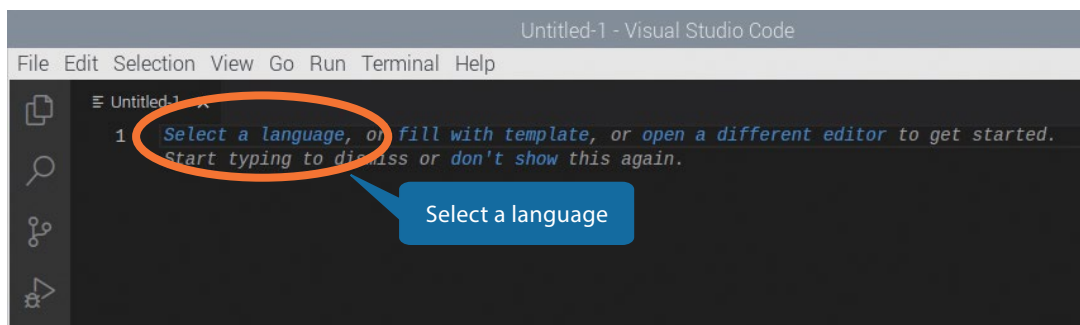 Untitled-1 - Visual Studio Code
File Edit Selection View Go Run Terminal Help
Untitled-1
1 Select a language, or fill with template, or open a different editor to get started.
Start typing to dismiss or don't show this again.
Select a language